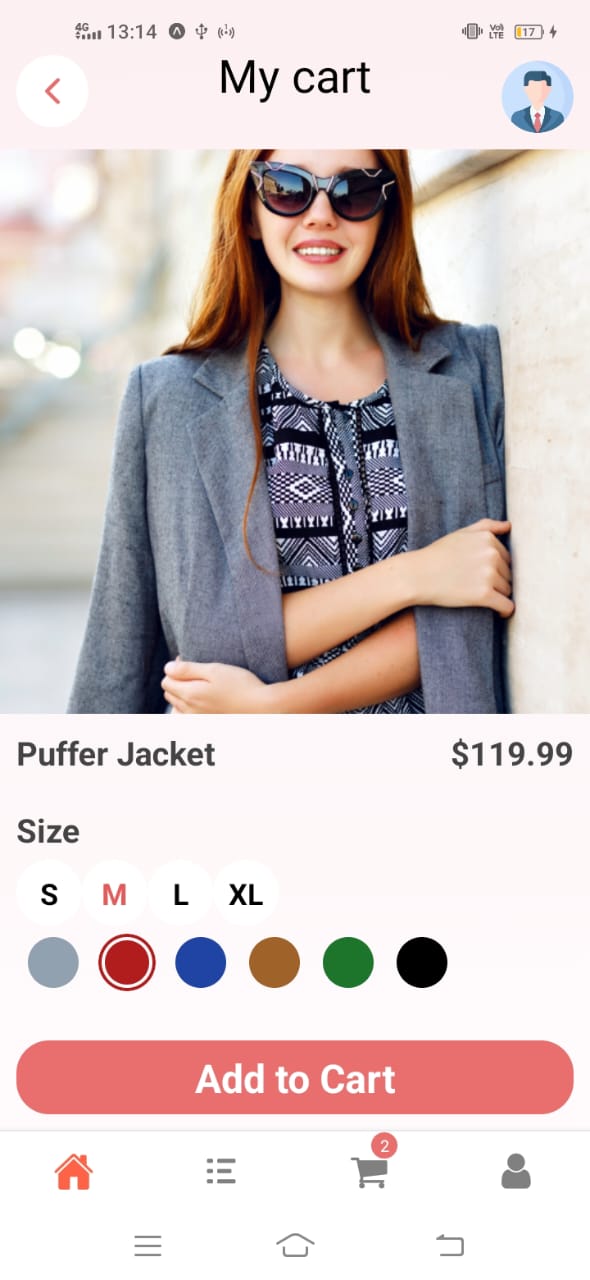 4G 13:14 Vo) LTE 17
My cart
Puffer Jacket $119.99
Size
S M L XL
Add to Cart
2